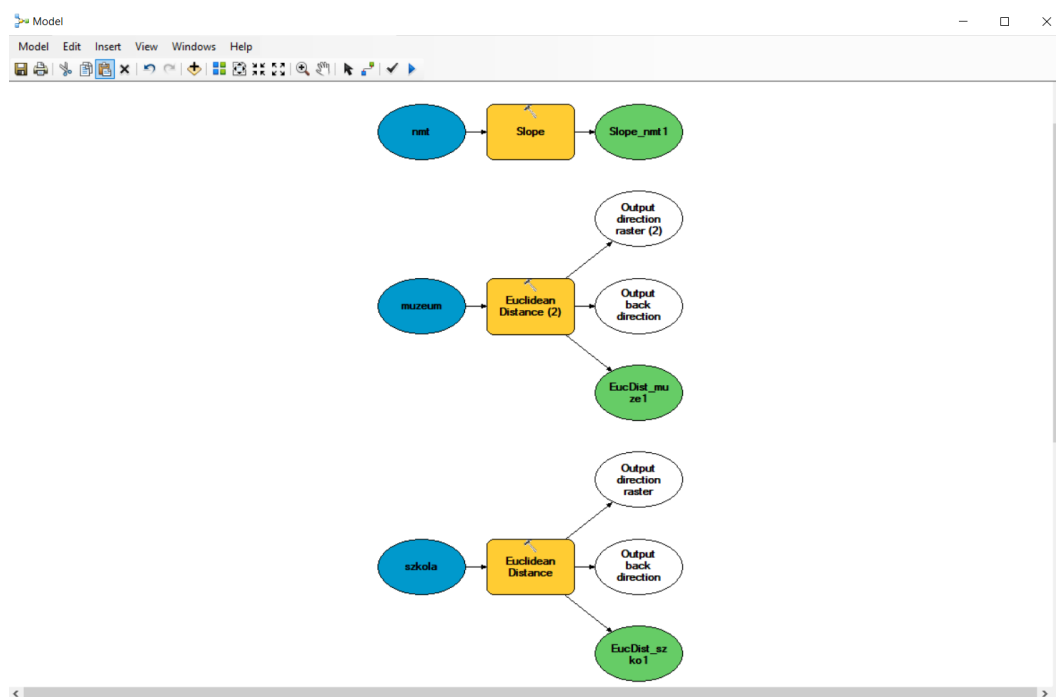 Model
Model Edit Insert View Windows Help
nmt
Slope
Slope_nmt1
Output
direction
raster (2)
muzeum
Euclidean
Distance (2)
Output
back
direction
EucDist_mu
ze1
Output
direction
raster
szkola
Euclidean
Distance
Output
back
direction
EucDist_sz
ko1